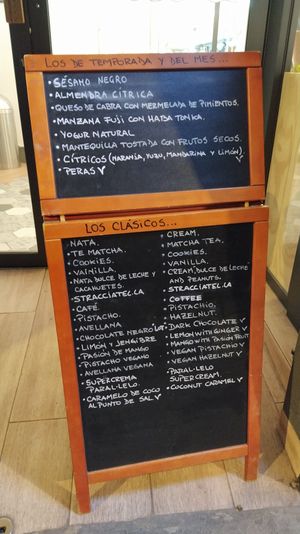 LOS DE TEMPORADA Y DEL MES...
• SÉSAMO NEGRO
• ALMENDRA CÍTRICA
• QUESO DE CABRA CON MERMELADA DE PIMIENTOS.
• MANZANA FUJI CON HABA TONKA.
• YOGUR NATURAL
• MANTEQUILLA TOSTADA CON FRUTOS SECOS.
• CÍTRICOS (NARANJA, YUZU, MANDARINA Y LIMÓN). ✓
• PERAS ✓
LOS CLÁSICOS...
• NATA.
• TE MATCHA.
• COOKIES.
• VAINILLA.
• NATA DULCE DE LECHE Y
CACAHUETES.
• STRACCIATELLA
• CAFÉ.
• PISTACHO.
• AVELLANA
• CHOCOLATE NEGRO
• LIMÓN Y JENGIBRE
• PASIÓN DE MANGO
• PISTACHO VEGANO
• AVELLANA VEGANA
• SUPERCREMA
PARAL·LELO
• CARAMELO DE COCO
AL PUNTO DE SAL. ✓
• CREAM.
• MATCHA TEA.
• COOKIES.
• VANILLA.
• CREAM, DULCE DE LECHE
AND PEANUTS.
• STRACCIATELLA
• COFFEE
• PISTACHIO.
• HAZELNUT.
• DARK CHOCOLATE ✓
• LEMON WITH GINGER ✓
• MANGO WITH PASSION FRUIT
• VEGAN PISTACHIO ✓
• VEGAN HAZELNUT ✓
• PARAL·LELO
SUPERCREAM.
• COCONUT CARAMEL ✓